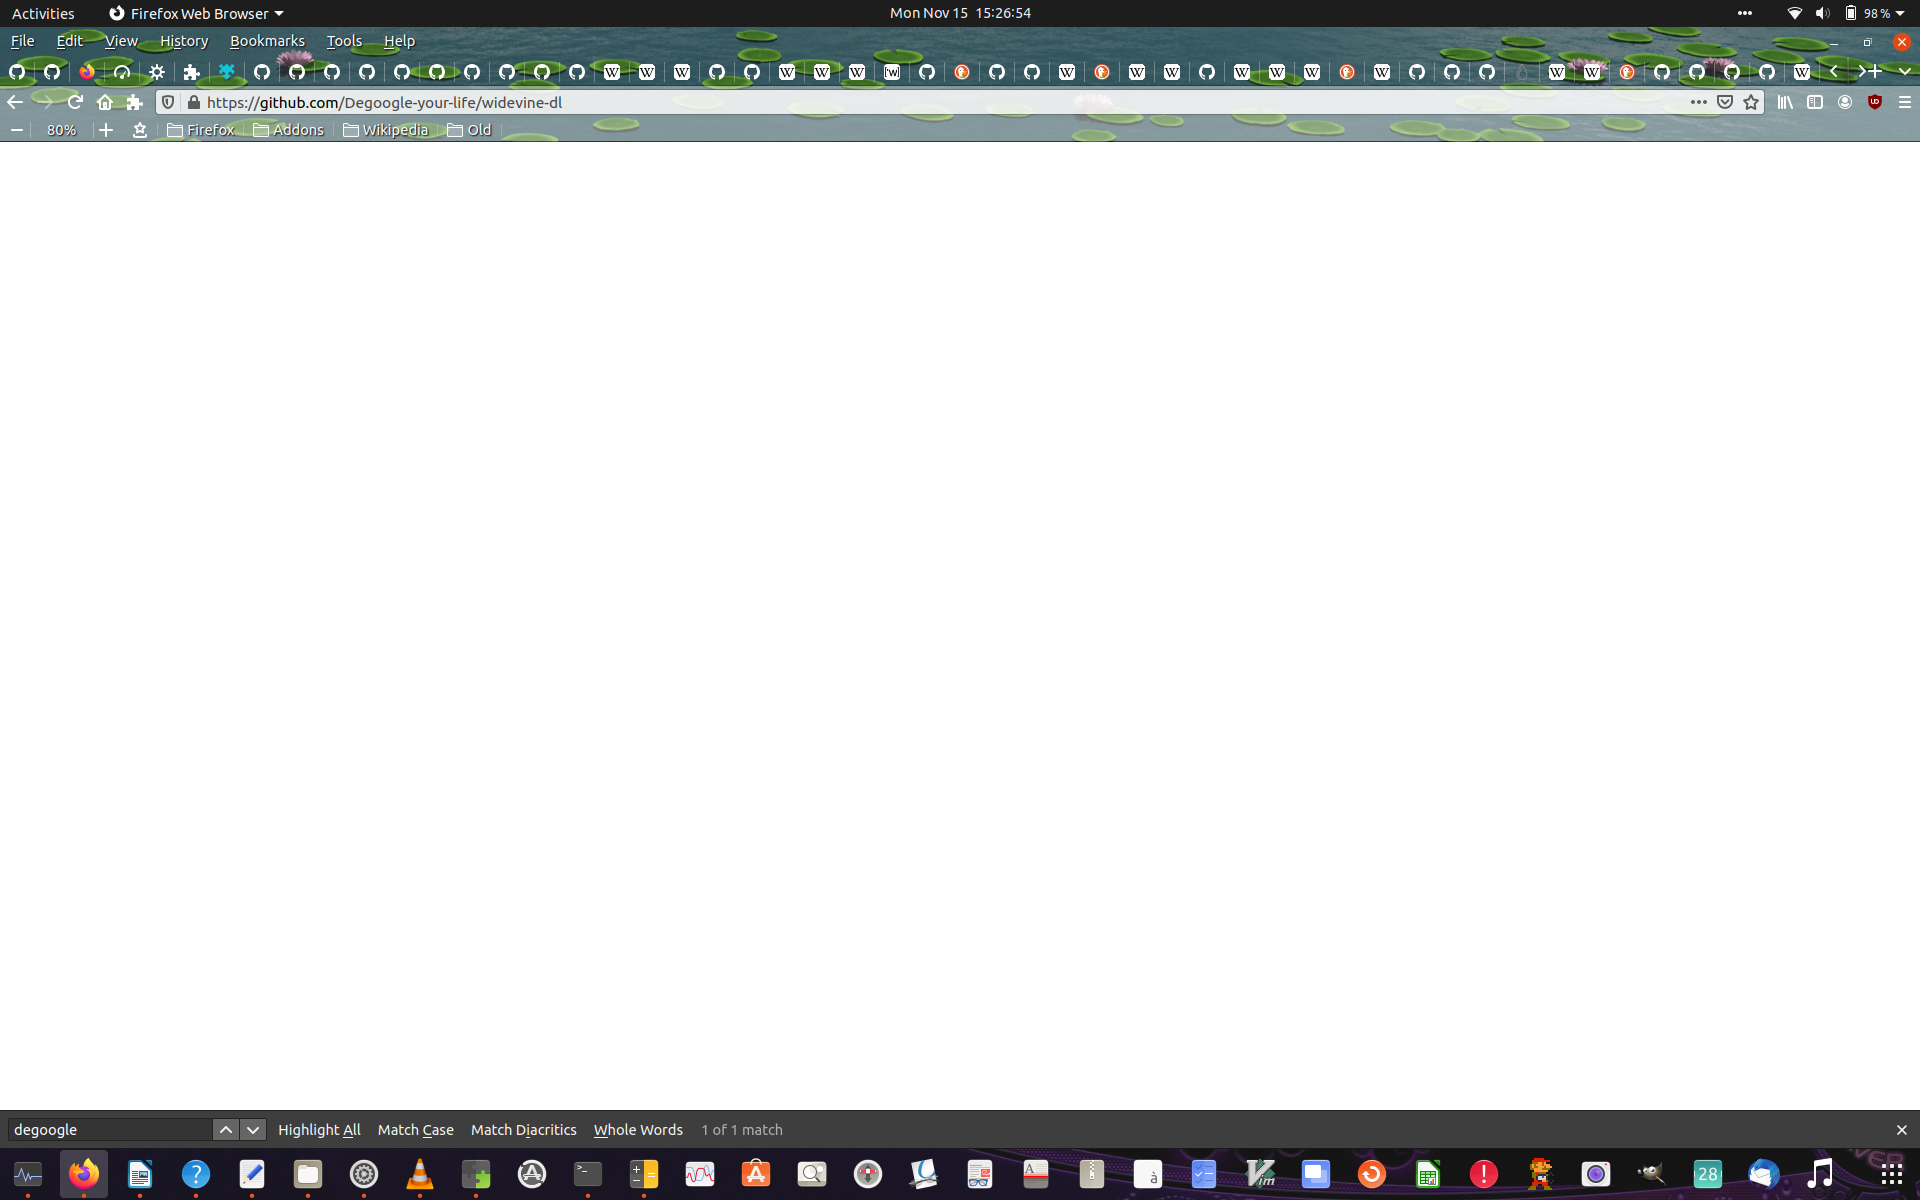 Activities Firefox Web Browser Mon Nov 15 15:26:54 98 %
File Edit View History Bookmarks Tools Help
https://github.com/Degoogle-your-life/widevine-dl
80% Firefox Addons Wikipedia Old
degoogle Highlight All Match Case Match Diacritics Whole Words 1 of 1 match
28